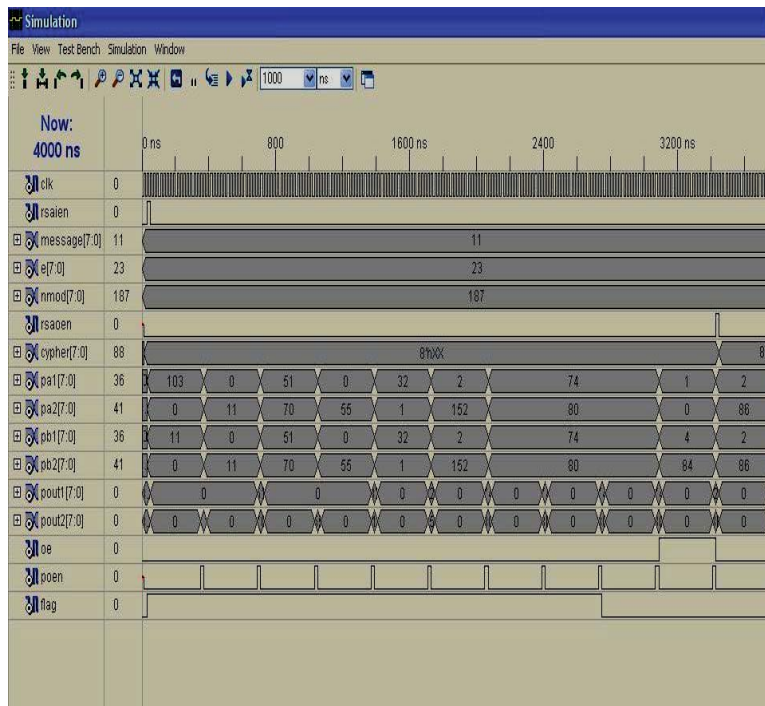 Simulation
File View Test Bench Simulation Window
1000 ns
Now:
4000 ns
0 ns 800 1600 ns 2400 3200 ns
clk 0
rsaien 0
message[7:0] 11 11
e[7:0] 23 23
nmod[7:0] 187 187
rsaoen 0
cypher[7:0] 88 8'hXX 8
pa1[7:0] 36 103 0 51 0 32 2 74 1 2
pa2[7:0] 41 0 11 70 55 1 152 80 0 86
pb1[7:0] 36 11 0 51 0 32 2 74 4 2
pb2[7:0] 41 0 11 70 55 1 152 80 84 86
pout1[7:0] 0 0 0 0 0 0 0 0 0 0
pout2[7:0] 0 0 0 0 0 0 0 0 0 0 0 0
oe 0
poen 0
flag 0